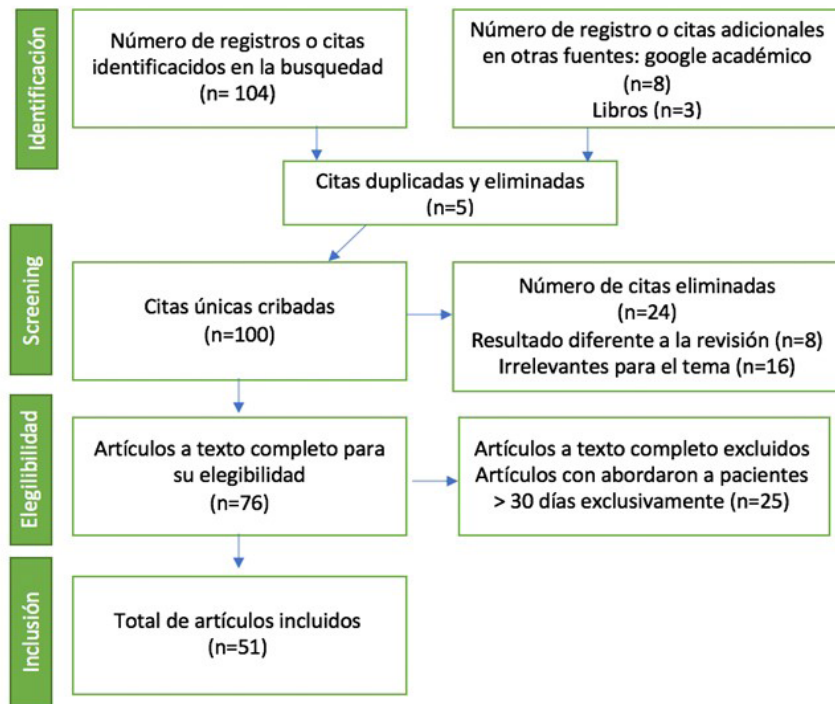 Identificación
Número de registros o citas
identificacidos en la busquedad
(n= 104)
Número de registro o citas adicionales
en otras fuentes: google académico
(n=8)
Libros (n=3)
Citas duplicadas y eliminadas
(n=5)
Screening
Citas únicas cribadas
(n=100)
Número de citas eliminadas
(n=24)
Resultado diferente a la revisión (n=8)
Irrelevantes para el tema (n=16)
Elegilibilidad
Artículos a texto completo para
su elegibilidad
(n=76)
Artículos a texto completo excluidos
Artículos con abordaron a pacientes
> 30 días exclusivamente (n=25)
Inclusión
Total de artículos incluidos
(n=51)